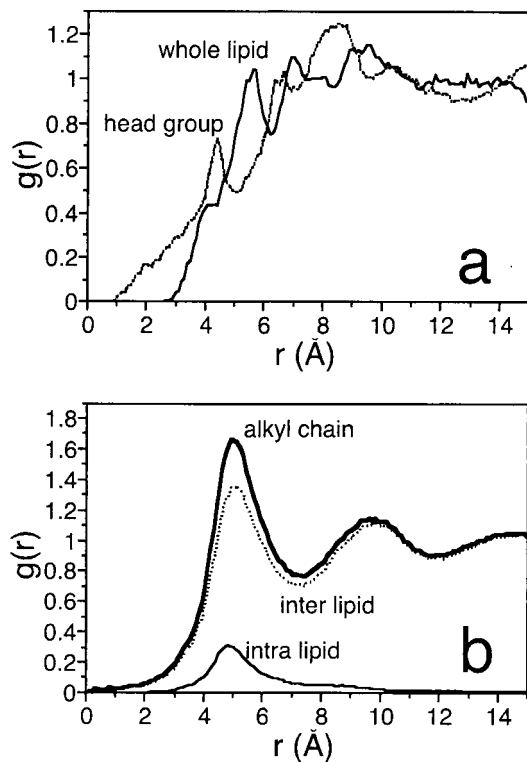 1.2
whole lipid
1
head group
0.8
g(r)
0.6
0.4
0.2
a
0
0 2 4 6 8 10 12 14
r (Å)
1.8
alkyl chain
1.6
1.4
1.2
g(r)
1
0.8
inter lipid
0.6
0.4
intra lipid
0.2
b
0
0 2 4 6 8 10 12 14
r (Å)